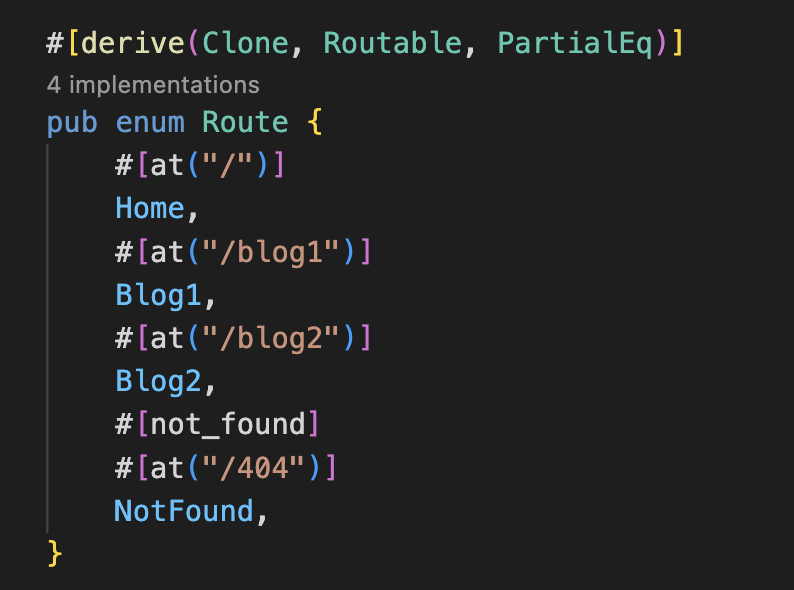 #[derive(Clone, Routable, PartialEq)]
4 implementations
pub enum Route {
    #[at("/")]
    Home,
    #[at("/blog1")]
    Blog1,
    #[at("/blog2")]
    Blog2,
    #[not_found]
    #[at("/404")]
    NotFound,
}